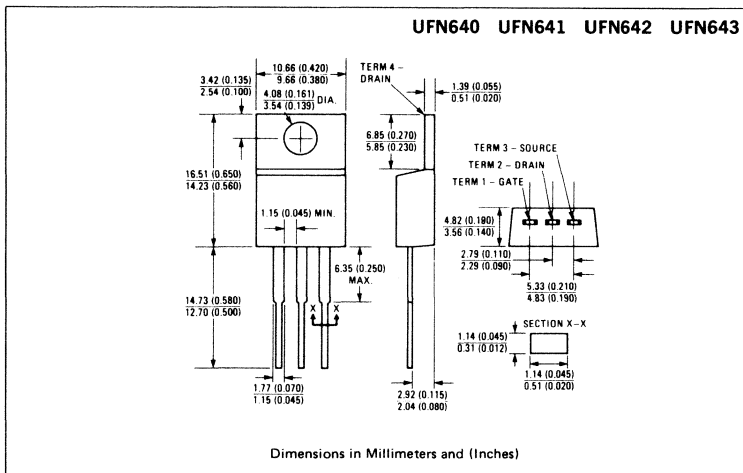 UFN640 UFN641 UFN642 UFN643
10.66 (0.420)
9.66 (0.380)
3.42 (0.135)
2.54 (0.100)
4.08 (0.161)
3.54 (0.139)
DIA.
TERM 4 –
DRAIN
1.39 (0.055)
0.51 (0.020)
6.85 (0.270)
5.85 (0.230)
TERM 3 – SOURCE
TERM 2 – DRAIN
TERM 1 – GATE
16.51 (0.650)
14.23 (0.560)
1.15 (0.045) MIN.
4.82 (0.190)
3.56 (0.140)
2.79 (0.110)
2.29 (0.090)
6.35 (0.250)
MAX.
5.33 (0.210)
4.83 (0.190)
14.73 (0.580)
12.70 (0.500)
X X
SECTION X–X
1.14 (0.045)
0.31 (0.012)
1.14 (0.045)
0.51 (0.020)
1.77 (0.070)
1.15 (0.045)
2.92 (0.115)
2.04 (0.080)
Dimensions in Millimeters and (Inches)